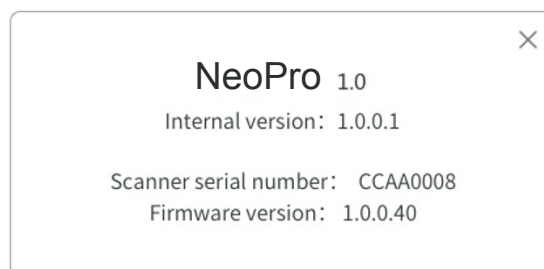 NeoPro 1.0
Internal version： 1.0.0.1
Scanner serial number： CCAA0008
Firmware version： 1.0.0.40